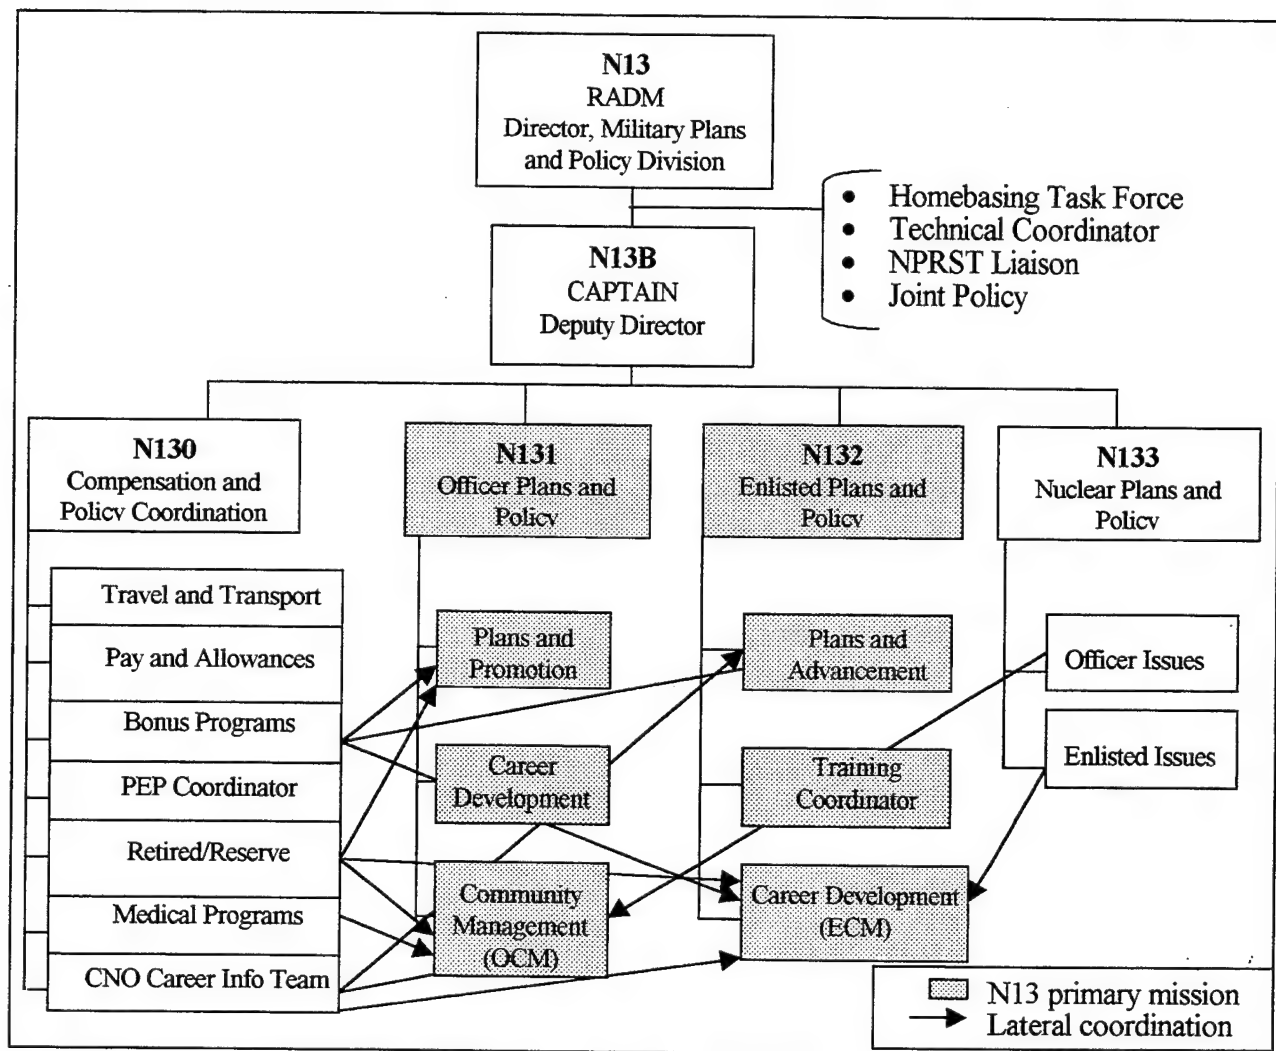 N13
RADM
Director, Military Plans
and Policy Division
• Homebasing Task Force
• Technical Coordinator
• NPRST Liaison
• Joint Policy
N13B
CAPTAIN
Deputy Director
N130
Compensation and
Policy Coordination
N131
Officer Plans and
Policy
N132
Enlisted Plans and
Policy
N133
Nuclear Plans and
Policy
Travel and Transport
Pay and Allowances
Bonus Programs
PEP Coordinator
Retired/Reserve
Medical Programs
CNO Career Info Team
Plans and
Promotion
Career
Development
Community
Management
(OCM)
Plans and
Advancement
Training
Coordinator
Career Development
(ECM)
Officer Issues
Enlisted Issues
N13 primary mission
Lateral coordination